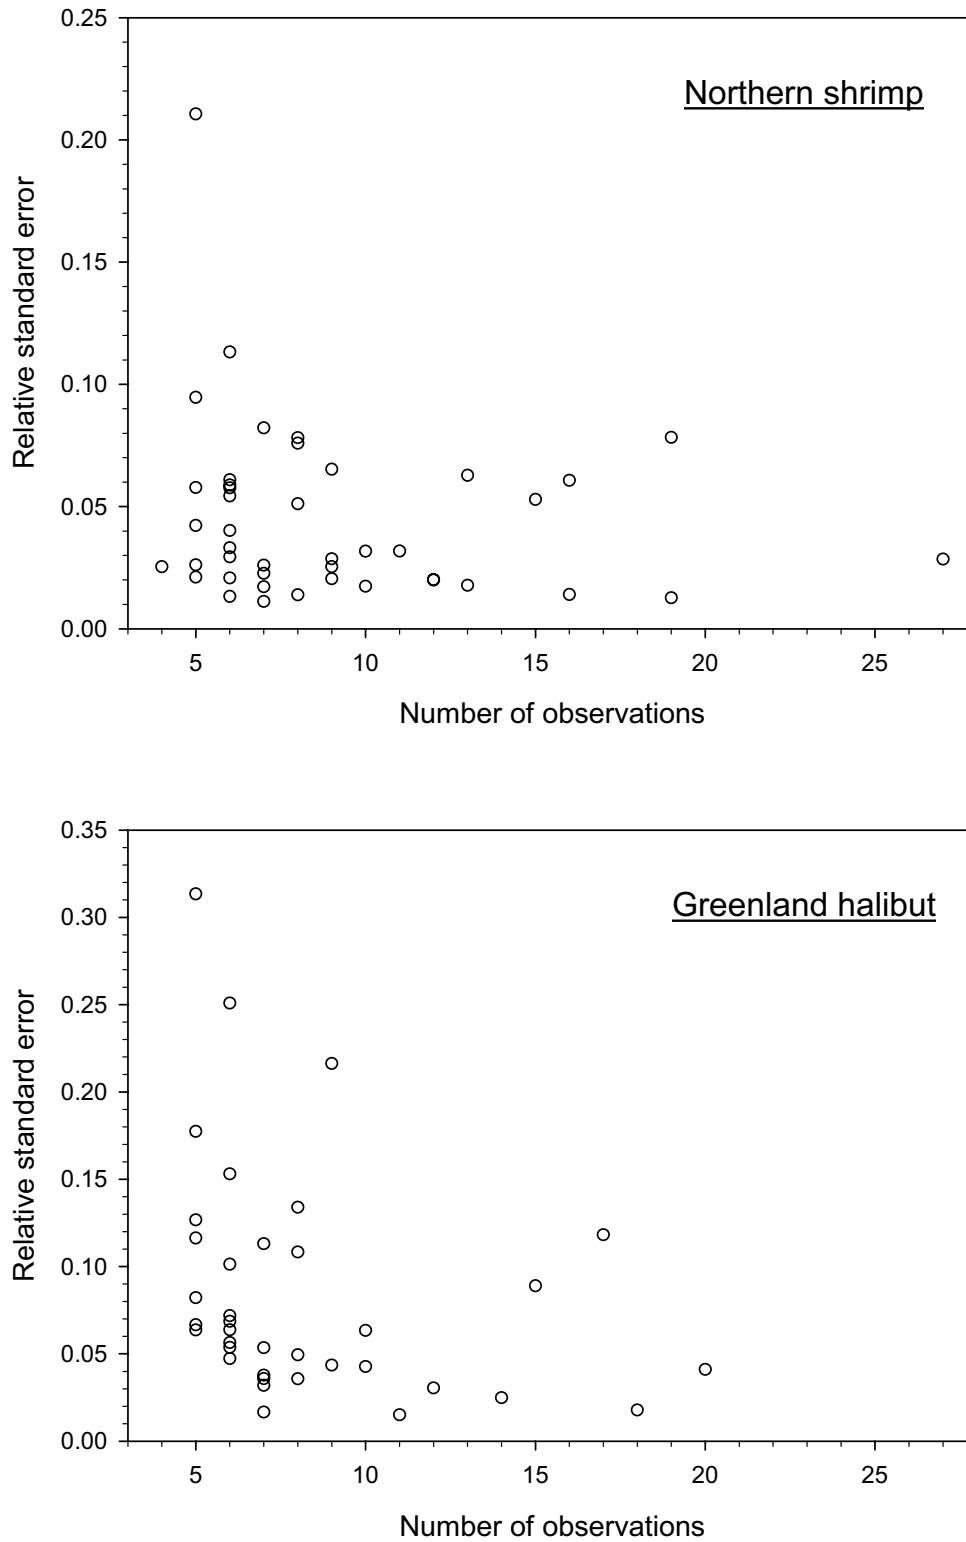 0.25
Northern shrimp
0.20
0.15
0.10
0.05
0.00
Relative standard error
5 10 15 20 25
Number of observations
0.35
Greenland halibut
0.30
0.25
0.20
0.15
0.10
0.05
0.00
Relative standard error
5 10 15 20 25
Number of observations